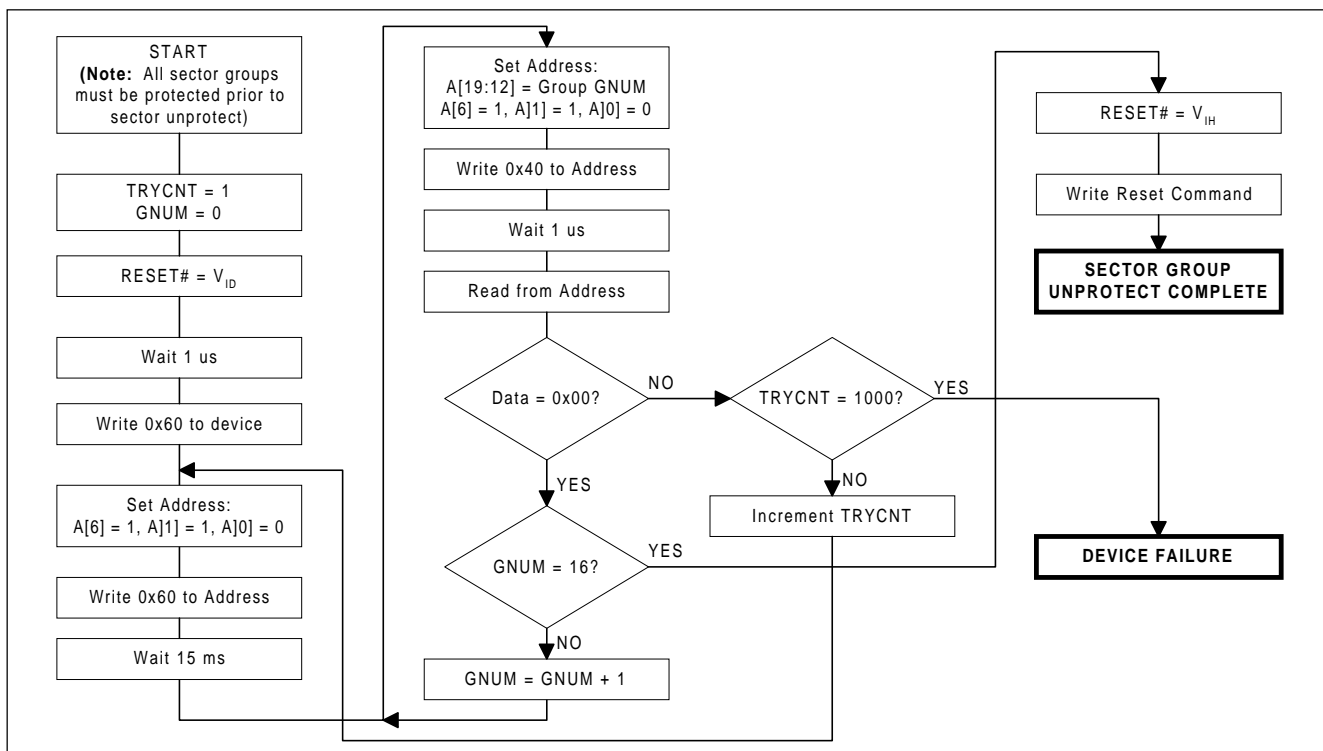 START
(Note: All sector groups
must be protected prior to
sector unprotect)
TRYCNT = 1
GNUM = 0
RESET# = VID
Wait 1 us
Write 0x60 to device
Set Address:
A[6] = 1, A]1] = 1, A]0] = 0
Write 0x60 to Address
Wait 15 ms
Set Address:
A[19:12] = Group GNUM
A[6] = 1, A]1] = 1, A]0] = 0
Write 0x40 to Address
Wait 1 us
Read from Address
Data = 0x00?
NO
YES
GNUM = 16?
YES
NO
GNUM = GNUM + 1
TRYCNT = 1000?
YES
NO
Increment TRYCNT
RESET# = VIH
Write Reset Command
SECTOR GROUP
UNPROTECT COMPLETE
DEVICE FAILURE